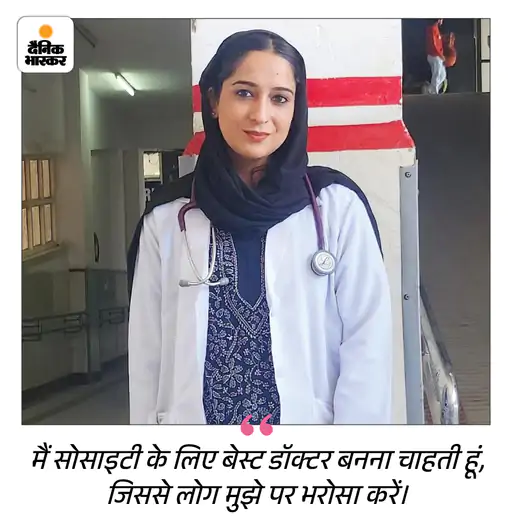 दैनिक
भास्कर
मैं सोसाइटी के लिए बेस्ट डॉक्टर बनना चाहती हूं,
जिससे लोग मुझे पर भरोसा करें।